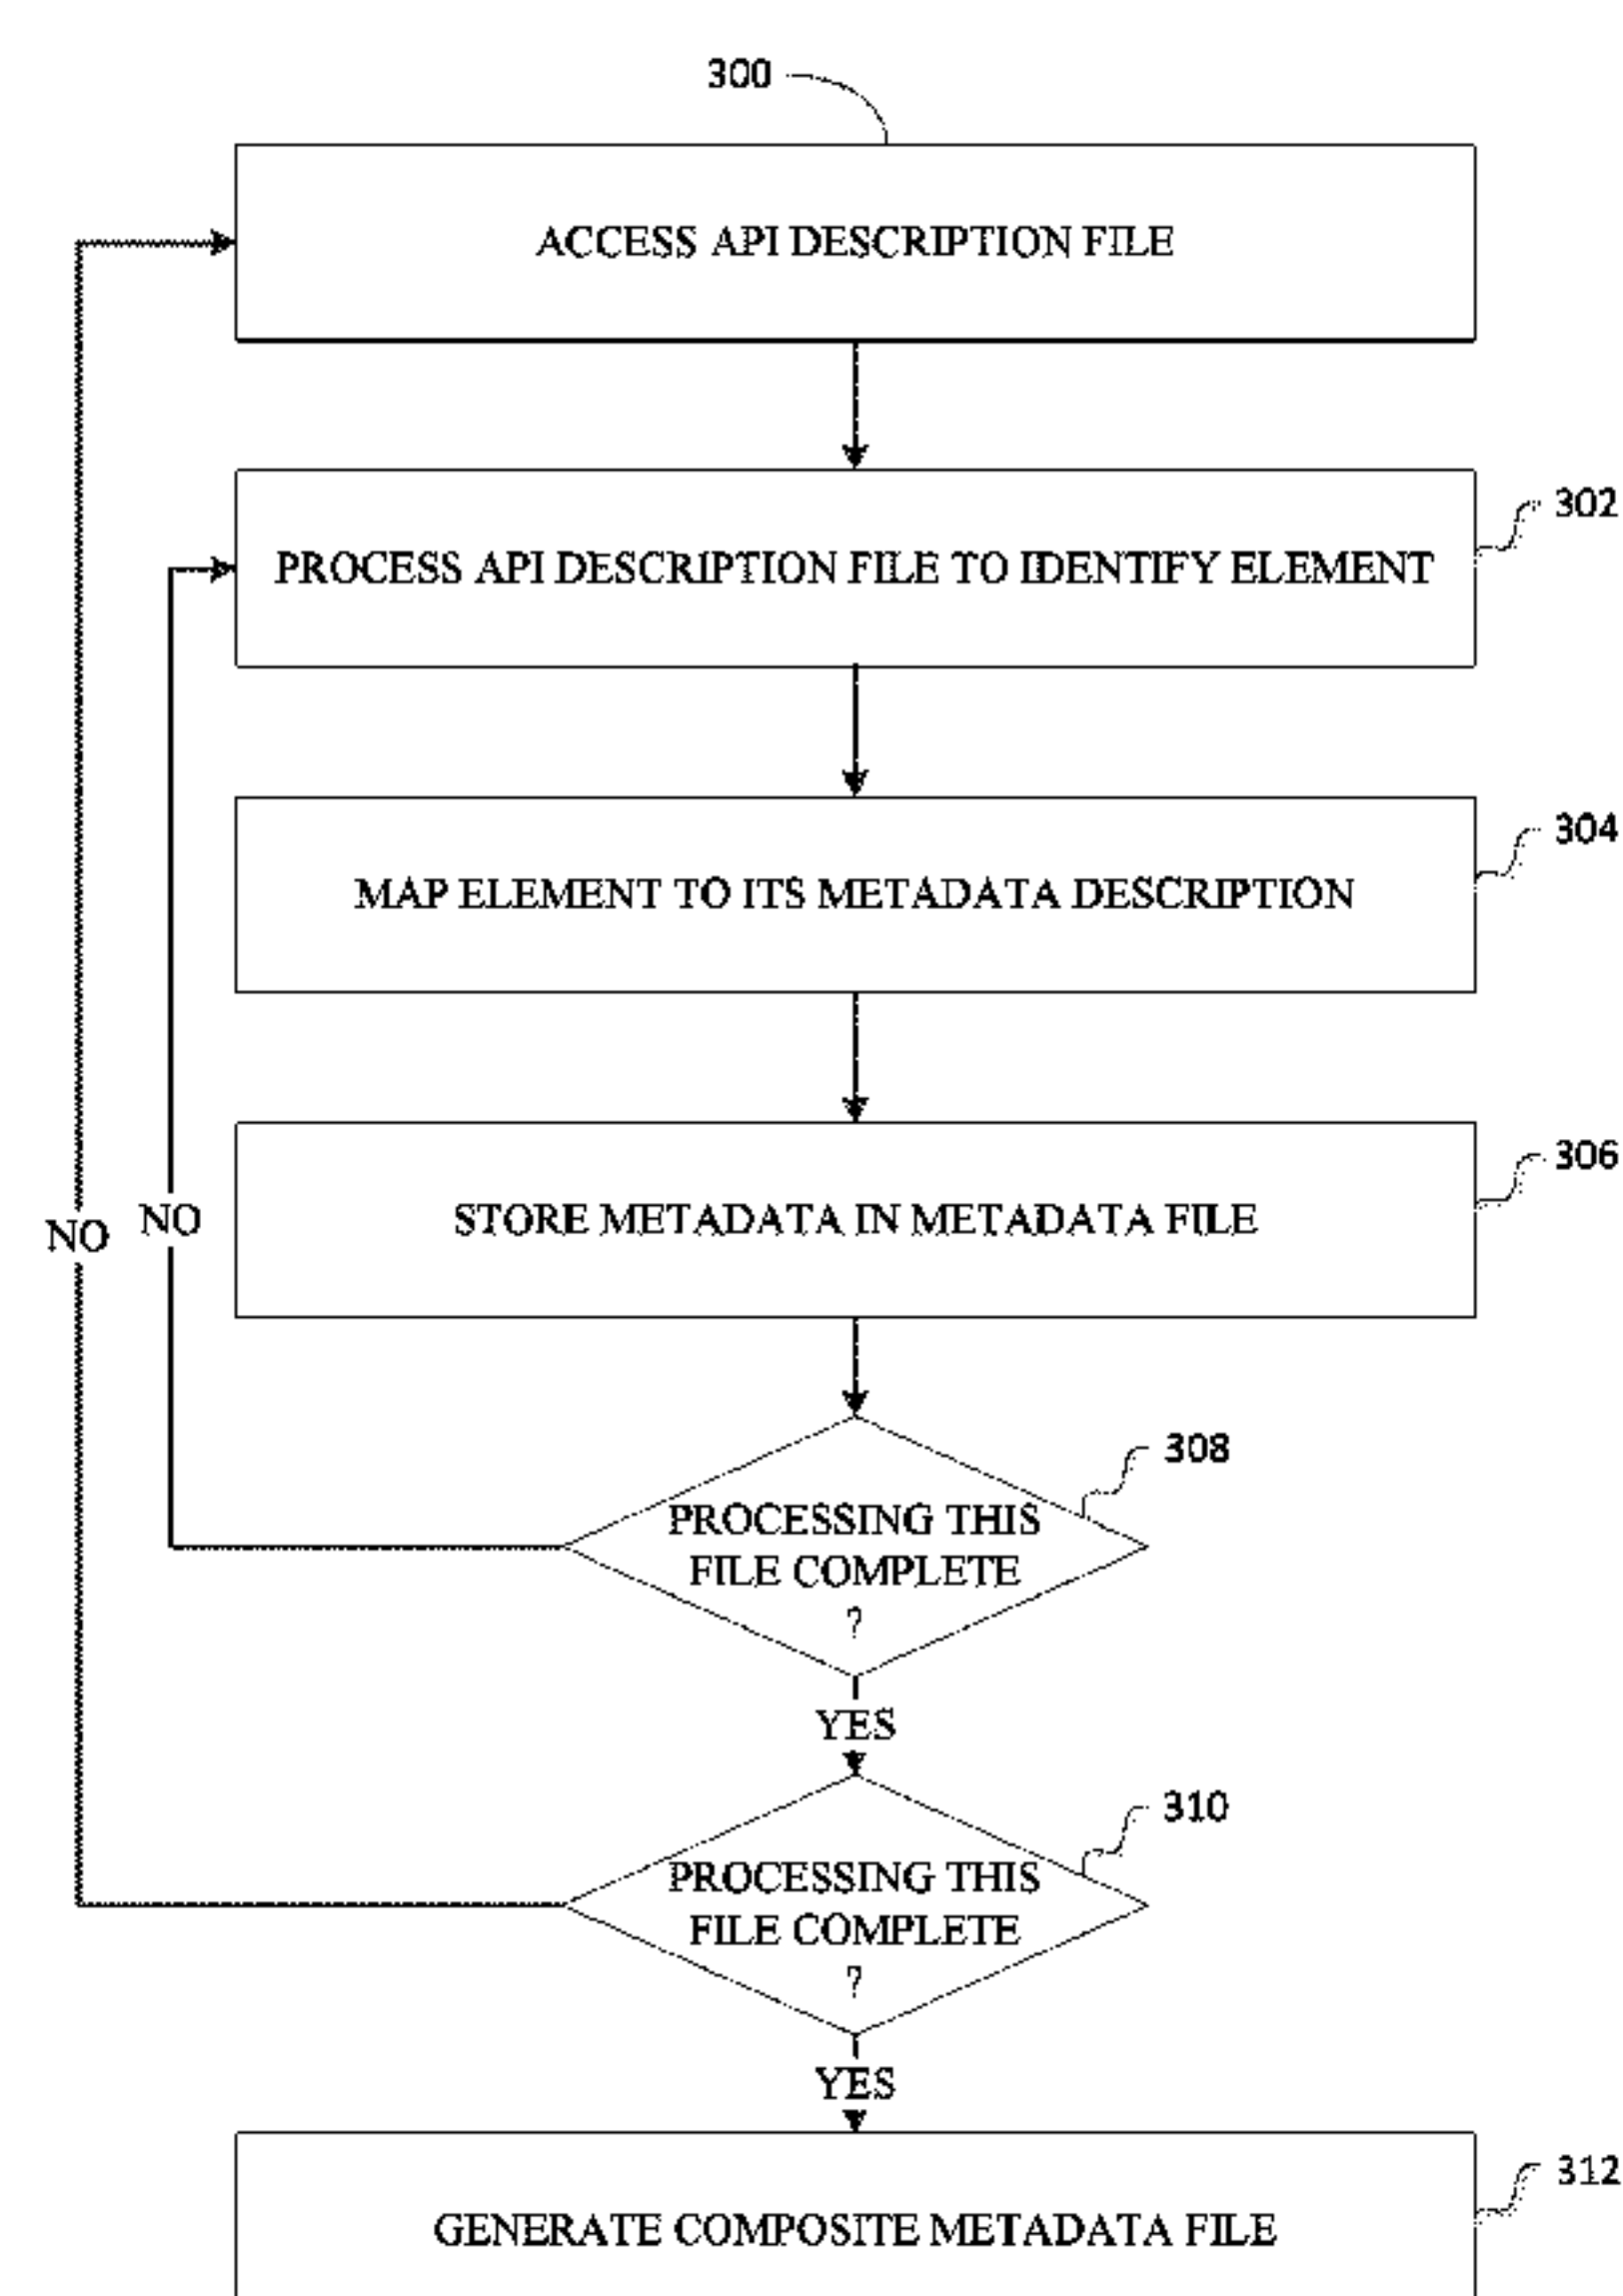 300
ACCESS API DESCRIPTION FILE
302
PROCESS API DESCRIPTION FILE TO IDENTIFY ELEMENT
304
MAP ELEMENT TO ITS METADATA DESCRIPTION
306
STORE METADATA IN METADATA FILE
NO
NO
308
PROCESSING THIS
FILE COMPLETE
?
YES
310
PROCESSING THIS
FILE COMPLETE
?
YES
312
GENERATE COMPOSITE METADATA FILE